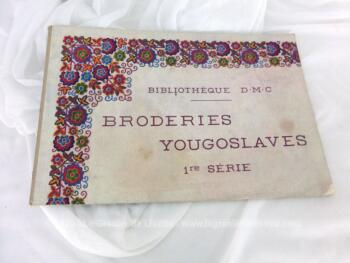 BIBLIOTHÈQUE D·M·C
BRODERIES
YOUGOSLAVES
1re SÉRIE